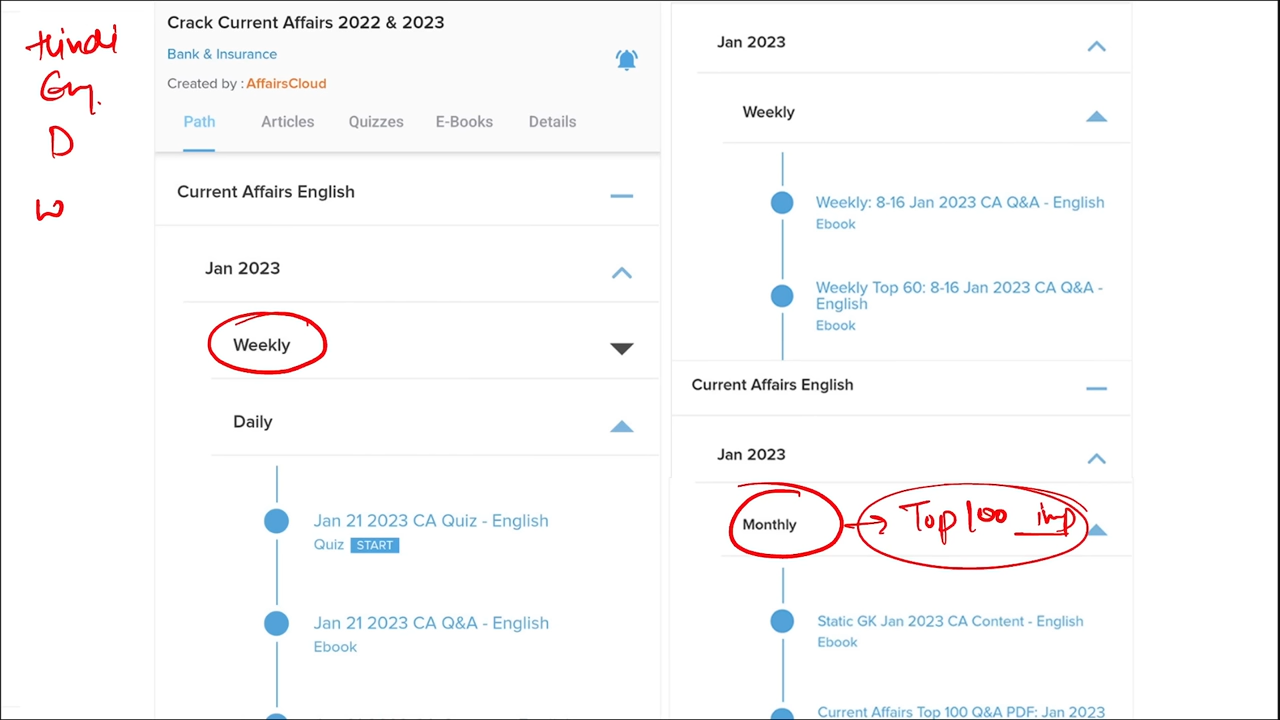 Hindi
Eng.
D
W
Crack Current Affairs 2022 & 2023
Bank & Insurance
Created by : AffairsCloud
Path Articles Quizzes E-Books Details
Current Affairs English
Jan 2023
Weekly
Daily
Jan 21 2023 CA Quiz - English
Quiz START
Jan 21 2023 CA Q&A - English
Ebook
Jan 2023
Weekly
Weekly: 8-16 Jan 2023 CA Q&A - English
Ebook
Weekly Top 60: 8-16 Jan 2023 CA Q&A -
English
Ebook
Current Affairs English
Jan 2023
Monthly → Top 100 imp
Static GK Jan 2023 CA Content - English
Ebook
Current Affairs Top 100 Q&A PDF: Jan 2023